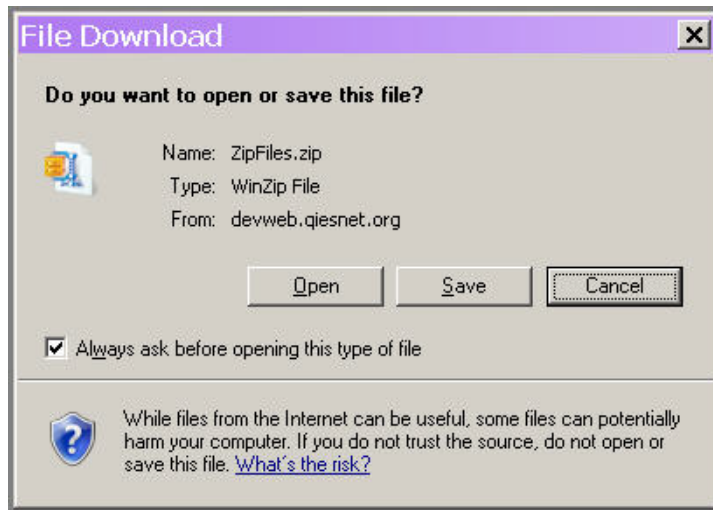 File Download
Do you want to open or save this file?
Name: ZipFiles.zip
Type: WinZip File
From: devweb.qiesnet.org
Open Save Cancel
Always ask before opening this type of file
While files from the Internet can be useful, some files can potentially
harm your computer. If you do not trust the source, do not open or
save this file. What's the risk?